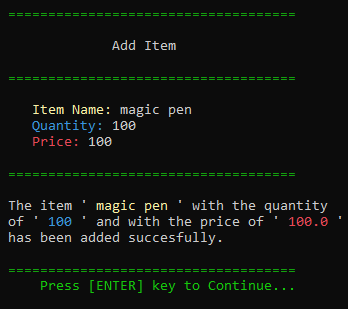 ====================================
Add Item
====================================
Item Name: magic pen
Quantity: 100
Price: 100
====================================
The item ' magic pen ' with the quantity
of ' 100 ' and with the price of ' 100.0 '
has been added succesfully.
====================================
Press [ENTER] key to Continue...